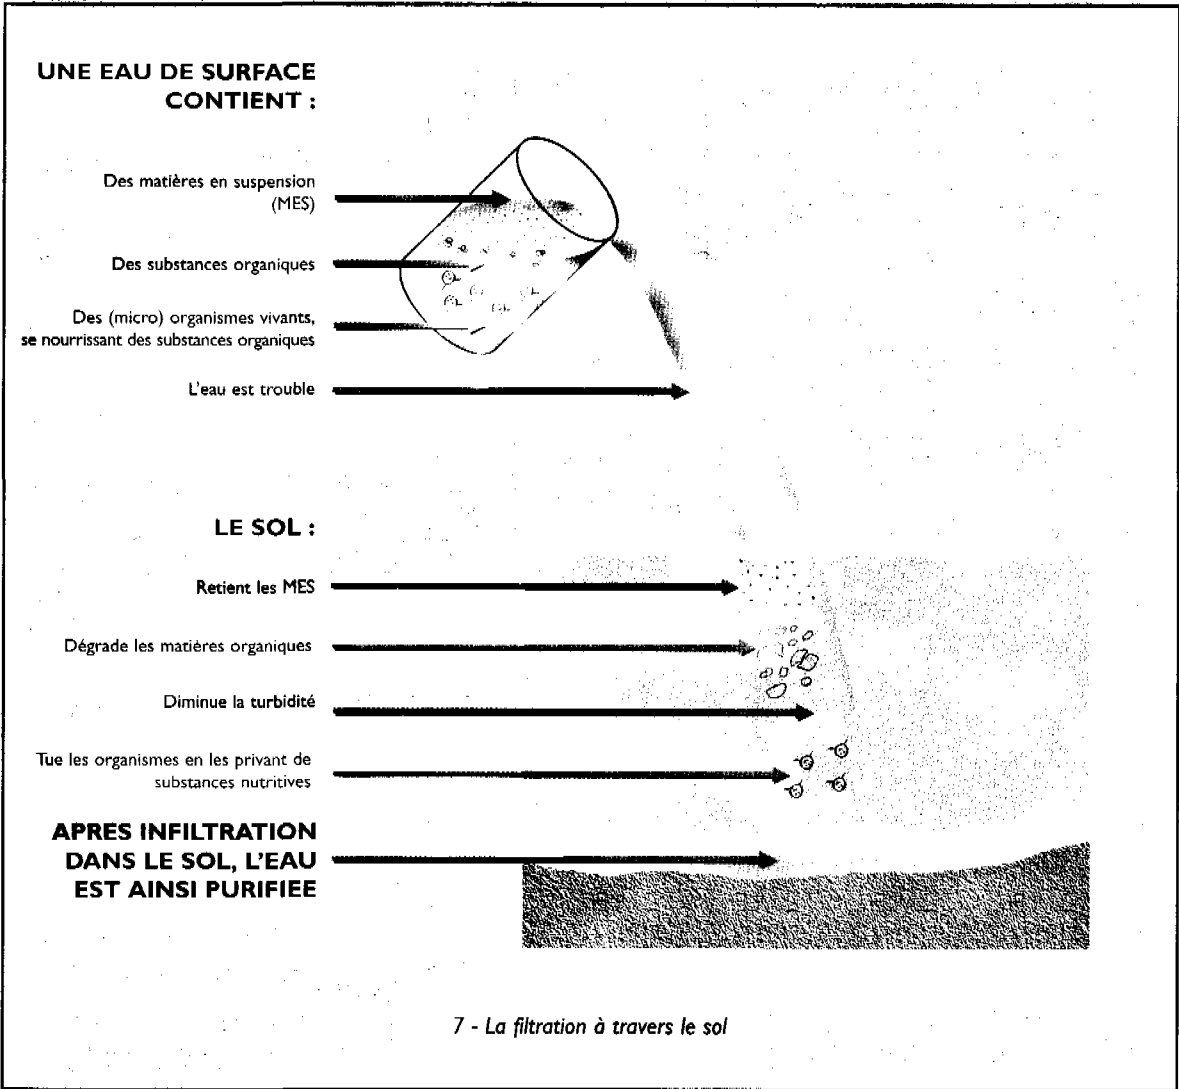 UNE EAU DE SURFACE
CONTIENT :
Des matières en suspension
(MES)
Des substances organiques
Des (micro) organismes vivants,
se nourrissant des substances organiques
L'eau est trouble
LE SOL :
Retient les MES
Dégrade les matières organiques
Diminue la turbidité
Tue les organismes en les privant de
substances nutritives
APRES INFILTRATION
DANS LE SOL, L'EAU
EST AINSI PURIFIEE
7 - La filtration à travers le sol